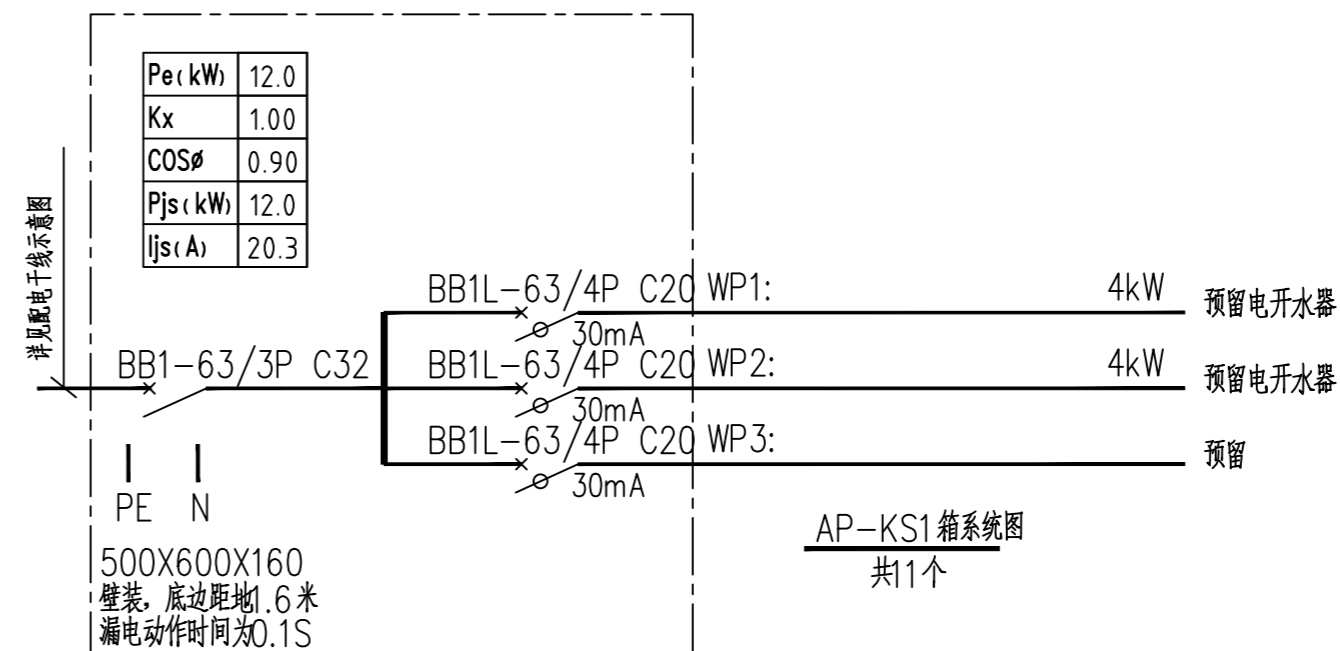 Pe(kW) 12.0
Kx 1.00
COSø 0.90
Pjs(kW) 12.0
Ijs(A) 20.3
详见配电干线示意图
BB1-63/3P C32
BB1L-63/4P C20 WP1: 4kW 预留电开水器
30mA
BB1L-63/4P C20 WP2: 4kW 预留电开水器
30mA
BB1L-63/4P C20 WP3: 预留
30mA
PE N
500X600X160
壁装，底边距地1.6米
漏电动作时间为0.1S
AP-KS1箱系统图
共11个